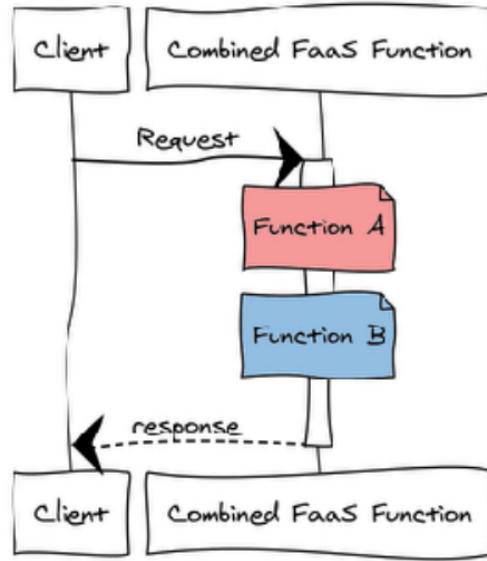 Client
Combined FaaS Function
Request
Function A
Function B
response
Client
Combined FaaS Function